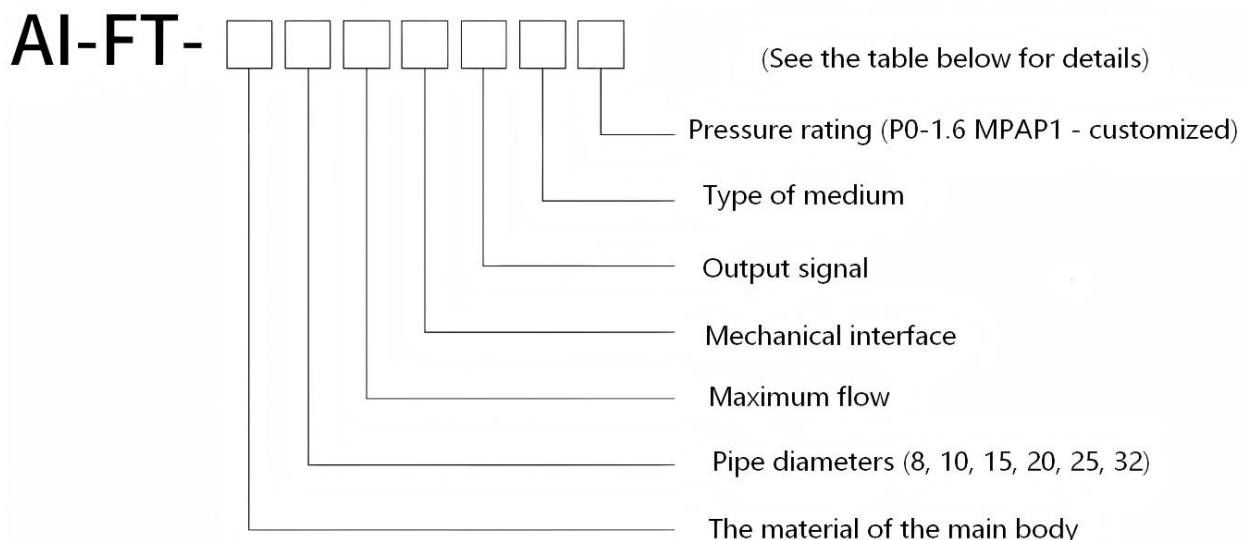 AI-FT-
(See the table below for details)
Pressure rating (P0-1.6 MPAP1 - customized)
Type of medium
Output signal
Mechanical interface
Maximum flow
Pipe diameters (8, 10, 15, 20, 25, 32)
The material of the main body